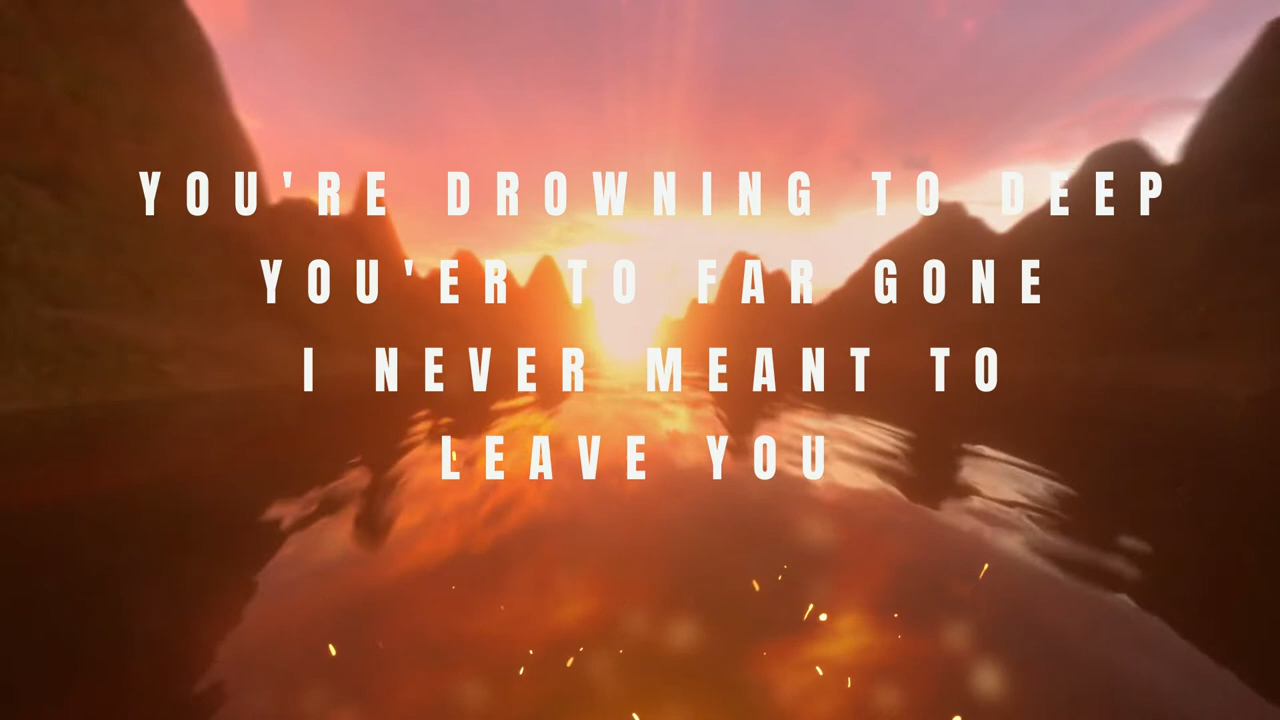 YOU'RE DROWNING TO DEEP
YOU'ER TO FAR GONE
I NEVER MEANT TO
LEAVE YOU